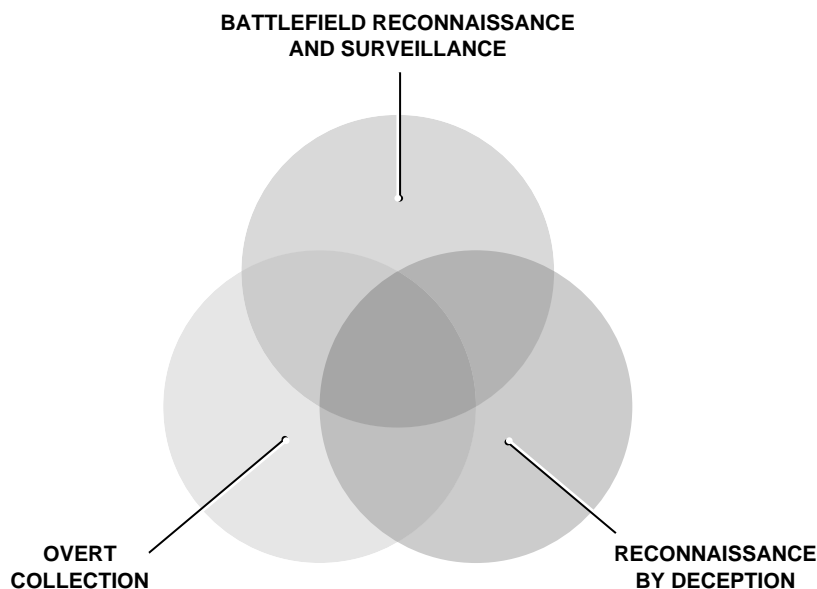 BATTLEFIELD RECONNAISSANCE
AND SURVEILLANCE
OVERT
COLLECTION
RECONNAISSANCE
BY DECEPTION